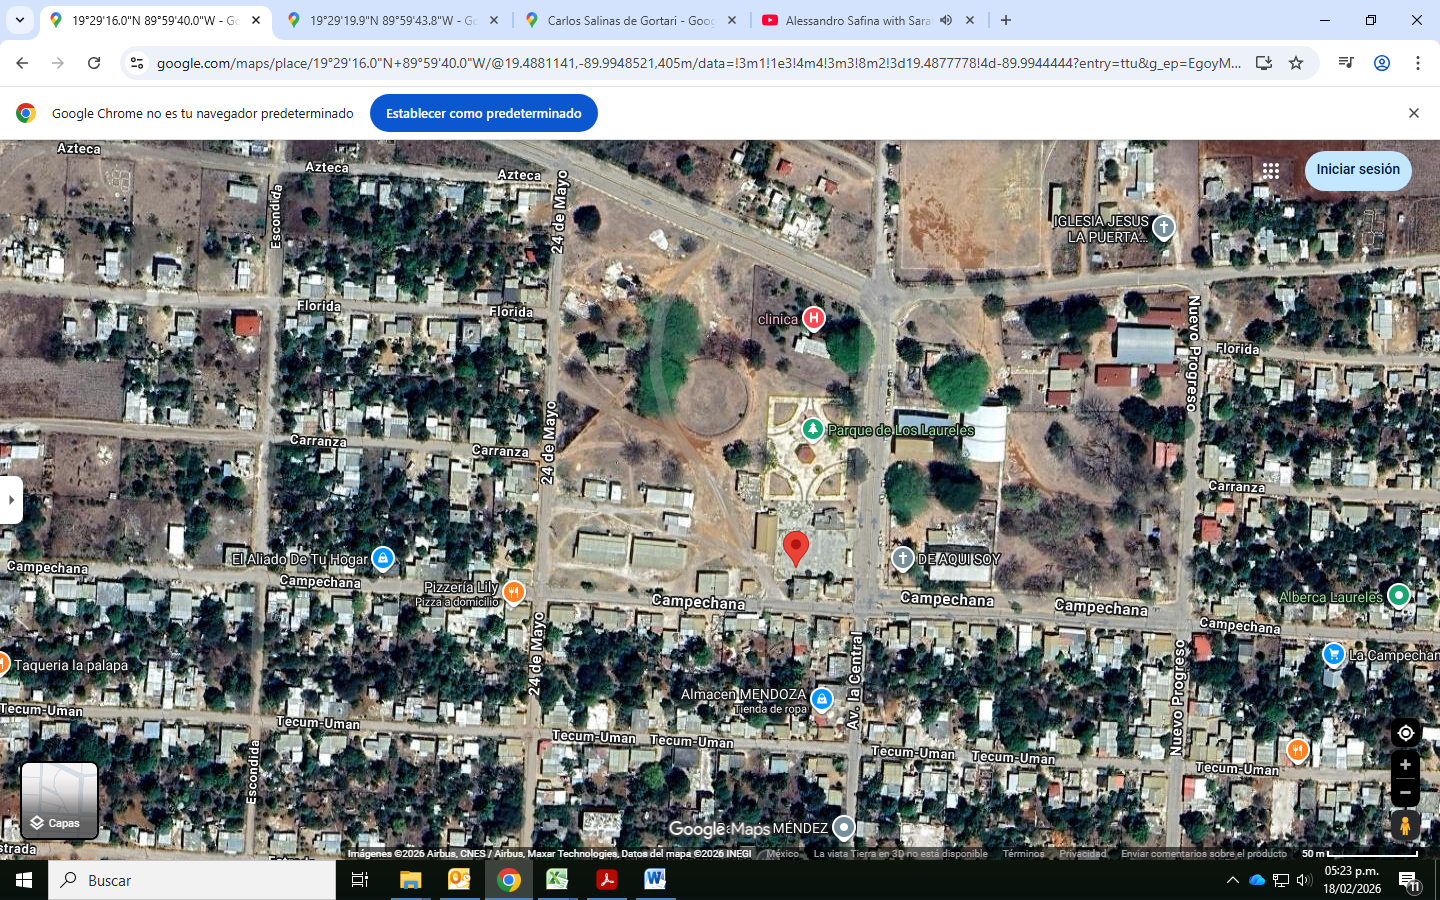 19°29'16.0"N 89°59'40.0"W - Go
19°29'19.9"N 89°59'43.8"W - Go
Carlos Salinas de Gortari - Goog
Alessandro Safina with Sara
google.com/maps/place/19°29'16.0"N+89°59'40.0"W/@19.4881141,-89.9948521,405m/data=!3m1!1e3!4m4!3m3!8m2!3d19.4877778!4d-89.9944444?entry=ttu&g_ep=EgoyM...
Google Chrome no es tu navegador predeterminado
Establecer como predeterminado
Iniciar sesión
Azteca
Azteca
Azteca
Escondida
24 de Mayo
IGLESIA JESUS
LA PUERTA...
Florida
Florida
clinica
H
Nuevo Progreso
Florida
Parque de Los Laureles
Carranza
Carranza
24 de Mayo
Carranza
El Aliado De Tu Hogar
DE AQUI SOY
Campechana
Campechana
Pizzería Lily
Pizza a domicilio
Campechana
Campechana
Campechana
Alberca Laureles
Campechana
24 de Mayo
Av. la Central
Nuevo Progreso
Taqueria la palapa
La Campechan
Almacen MENDOZA
Tienda de ropa
Tecum-Uman
Tecum-Uman
Tecum-Uman
Tecum-Uman
Tecum-Uman
Tecum-Uman
Tecum-Uman
Escondida
Capas
Google Maps
MÉNDEZ
strada
Imágenes ©2026 Airbus, CNES / Airbus, Maxar Technologies, Datos del mapa ©2026 INEGI
México
La vista Tierra en 3D no está disponible
Términos
Privacidad
Enviar comentarios sobre el producto
50 m
Buscar
05:23 p.m.
18/02/2026
11